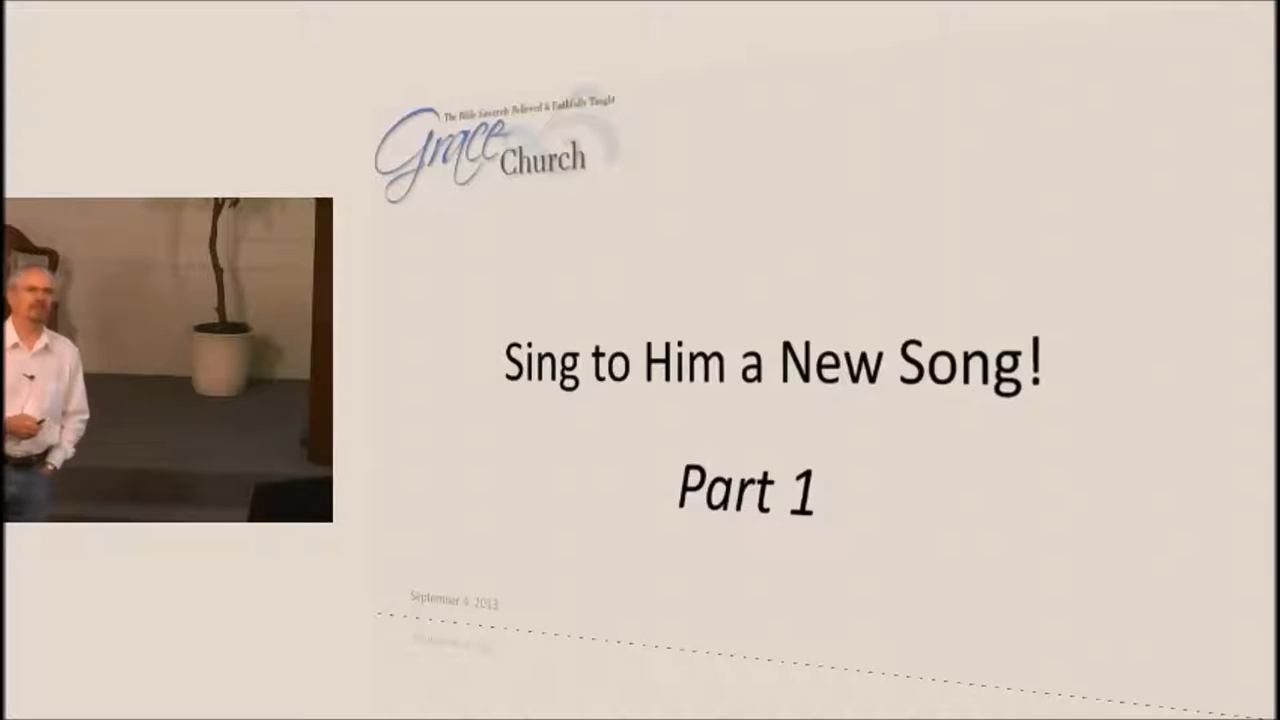 The Bible Sincerely Believed & Faithfully Taught
Grace
Church
Sing to Him a New Song!
Part 1
September 4, 2013